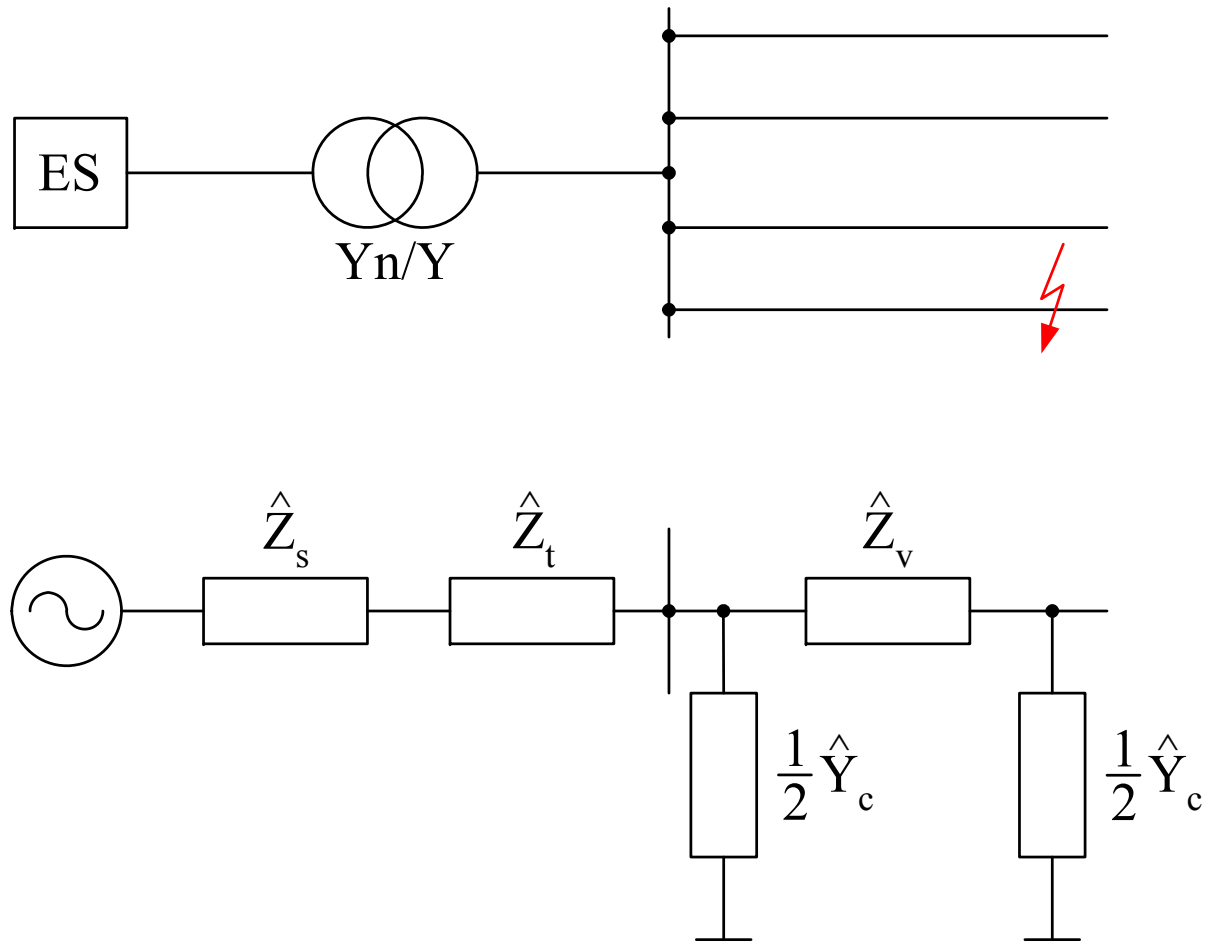 ES
Yn/Y
Ẑs
Ẑt
Ẑv
1/2 Ŷc
1/2 Ŷc